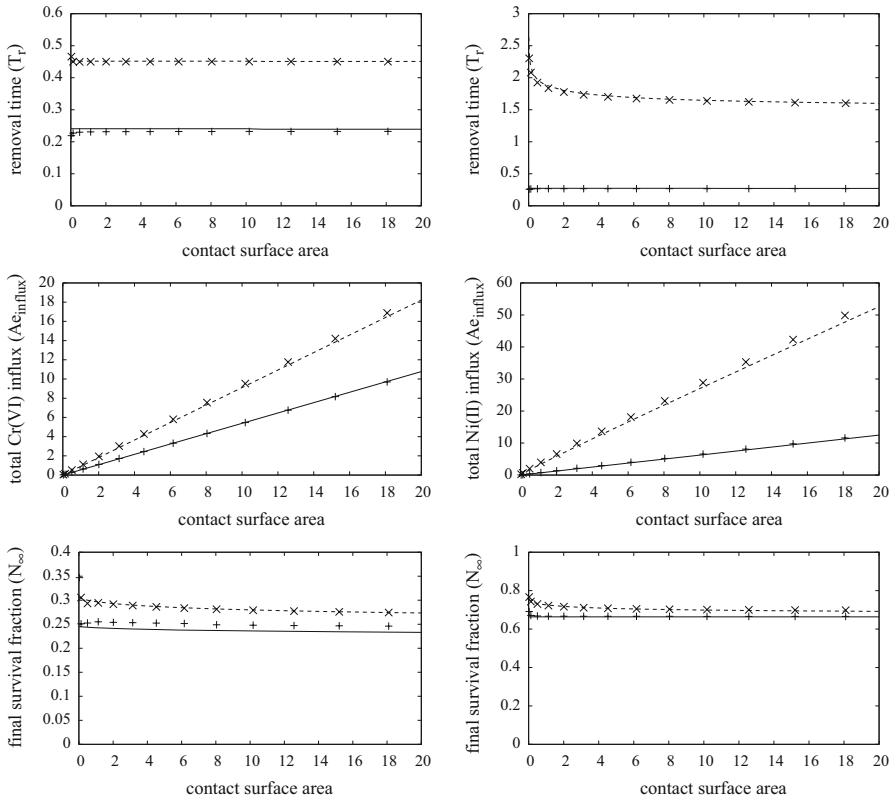 removal time (Tr)
0.6
0.5
0.4
0.3
0.2
0.1
0
0 2 4 6 8 10 12 14 16 18 20
contact surface area
removal time (Tr)
3
2.5
2
1.5
1
0.5
0
0 2 4 6 8 10 12 14 16 18 20
contact surface area
total Cr(VI) influx (Aeinflux)
20
18
16
14
12
10
8
6
4
2
0
0 2 4 6 8 10 12 14 16 18 20
contact surface area
total Ni(II) influx (Aeinflux)
60
50
40
30
20
10
0
0 2 4 6 8 10 12 14 16 18 20
contact surface area
final survival fraction (N∞)
0.4
0.35
0.3
0.25
0.2
0.15
0.1
0.05
0
0 2 4 6 8 10 12 14 16 18 20
contact surface area
final survival fraction (N∞)
1
0.8
0.6
0.4
0.2
0
0 2 4 6 8 10 12 14 16 18 20
contact surface area